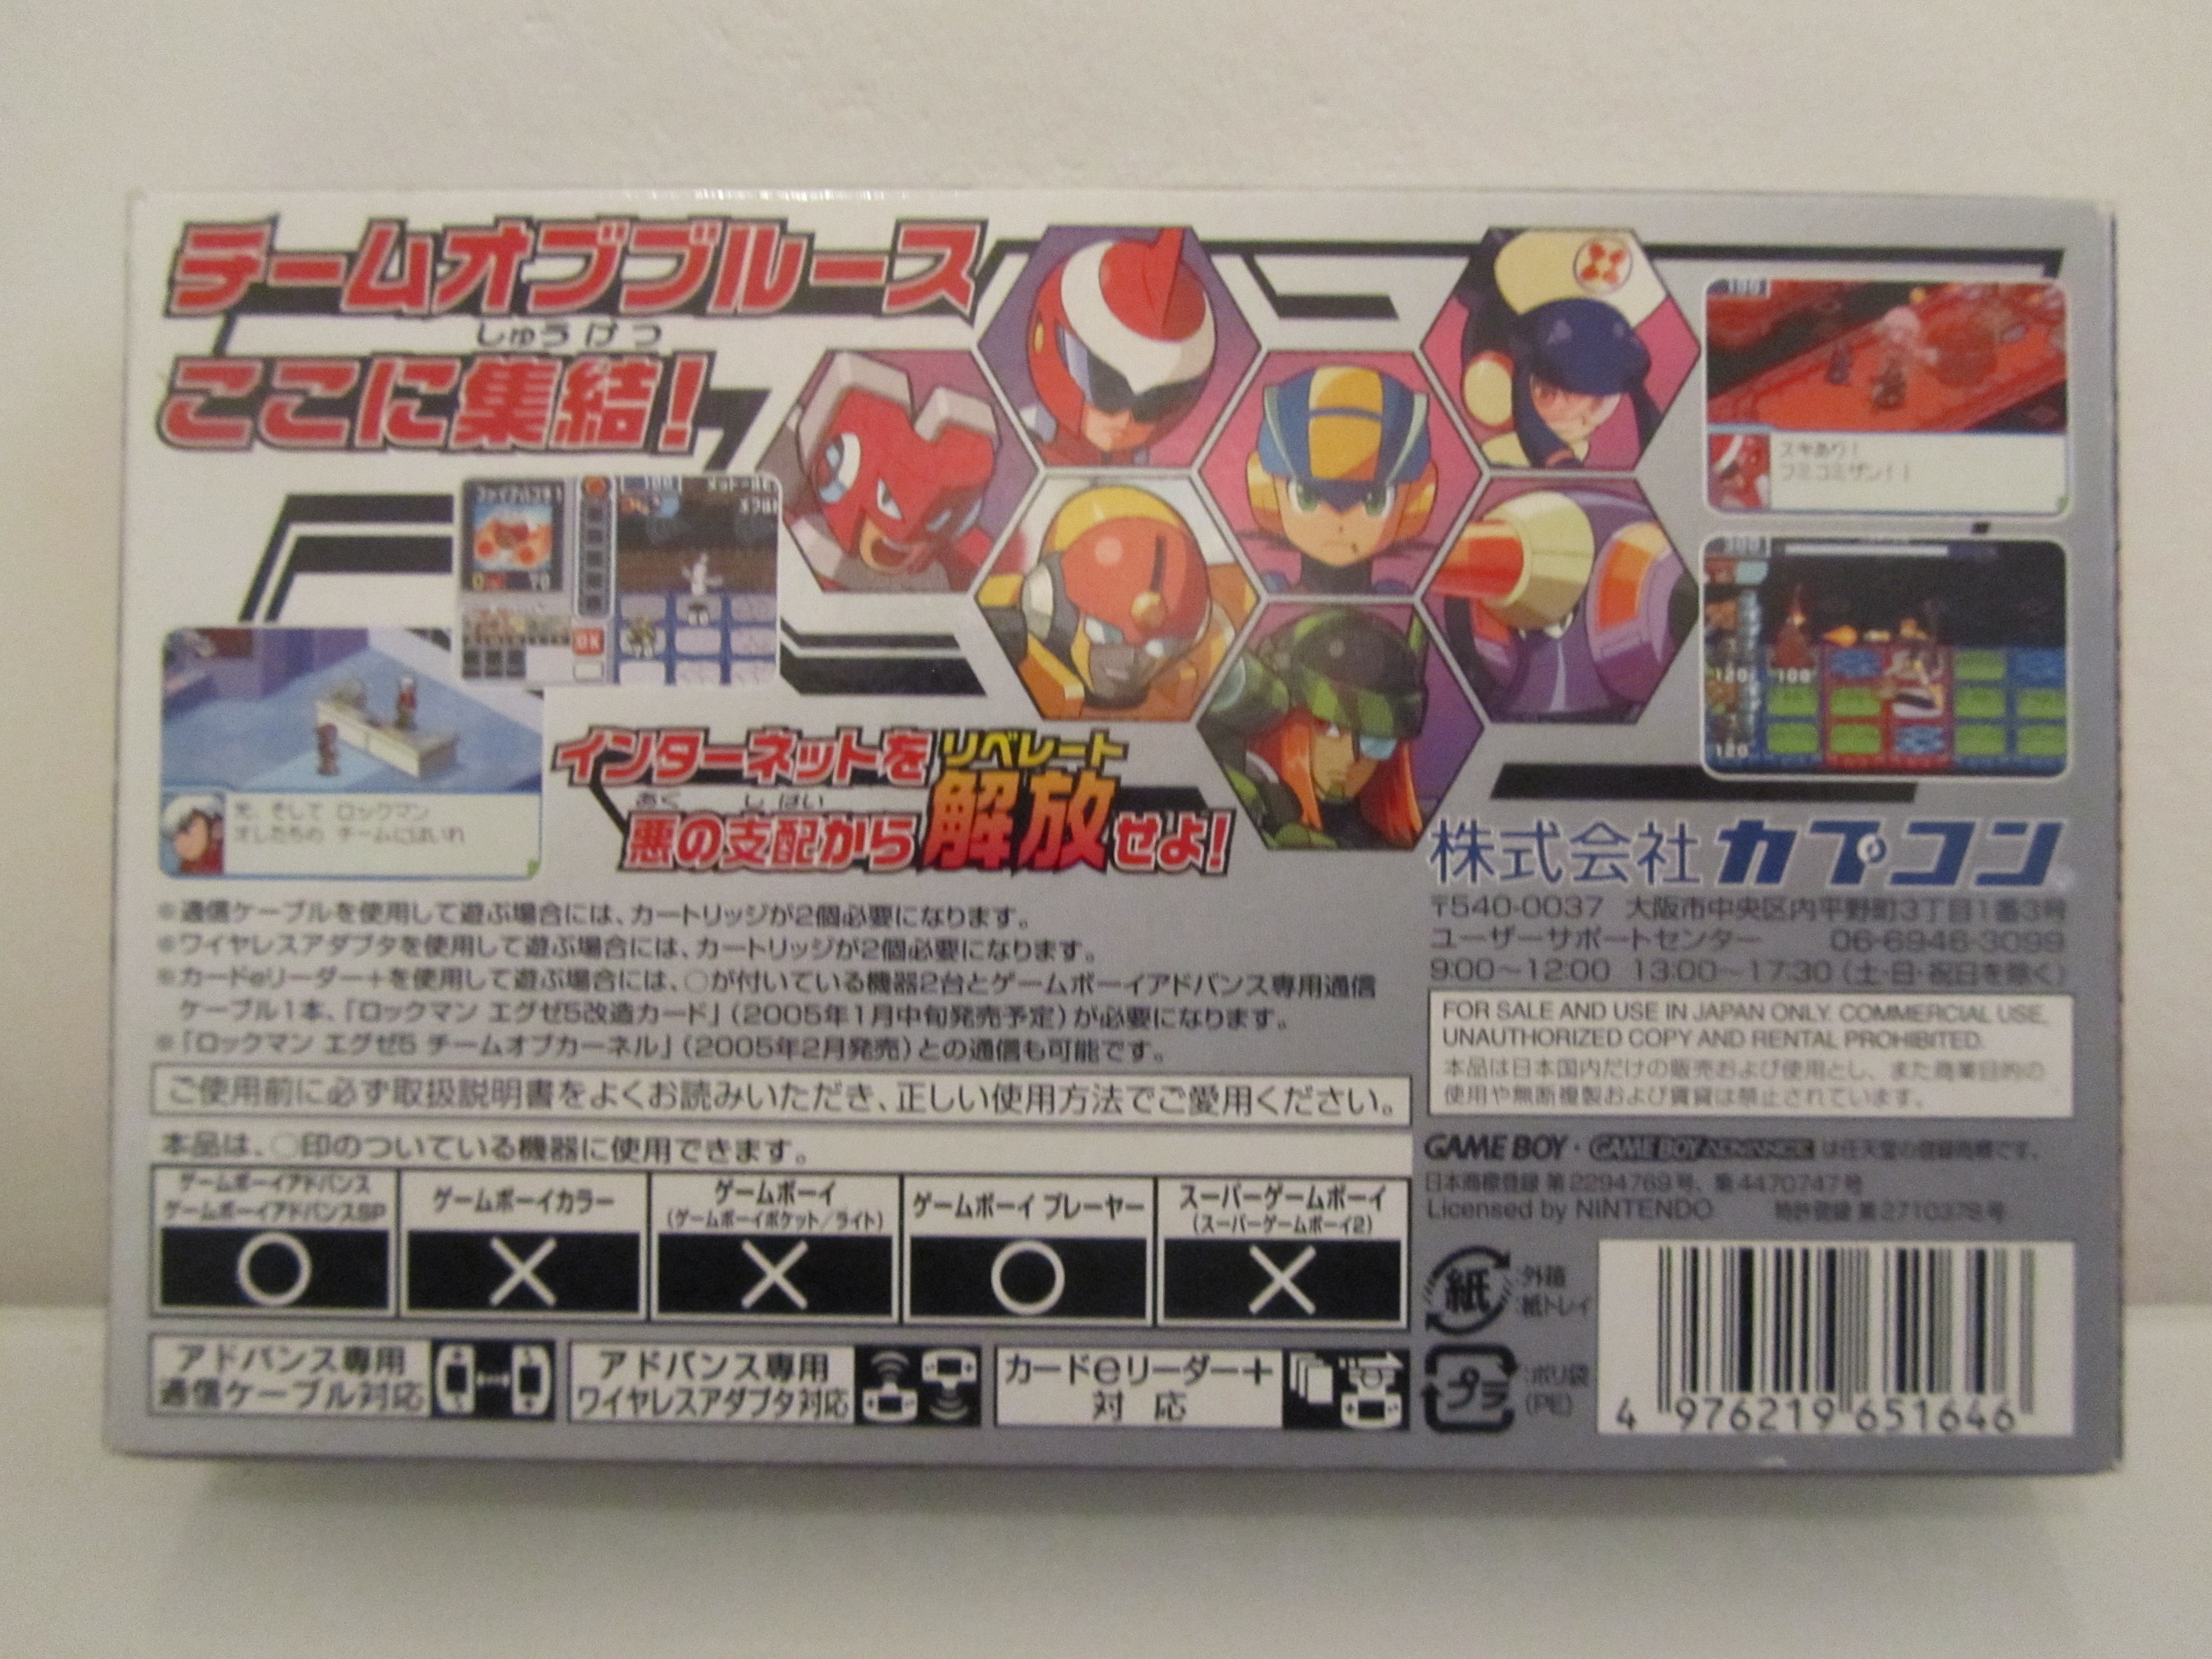 チームオブブルース
しゅうけつ
ここに集結!
スキあり!
フミコミザン!!
光、そして ロックマン
オレたちの チームにはいれ
インターネットを
リベレート
あく しはい
悪の支配から解放せよ!
株式会社カプコン
※通信ケーブルを使用して遊ぶ場合には、カートリッジが2個必要になります。
※ワイヤレスアダプタを使用して遊ぶ場合には、カートリッジが2個必要になります。
※カードeリーダー+を使用して遊ぶ場合には、○が付いている機器2台とゲームボーイアドバンス専用通信
ケーブル1本、「ロックマン エグゼ5改造カード」(2005年1月中旬発売予定)が必要になります。
※「ロックマン エグゼ5 チームオブカーネル」(2005年2月発売)との通信も可能です。
〒540-0037 大阪市中央区内平野町3丁目1番3号
ユーザーサポートセンター 06-6946-3099
9:00~12:00 13:00~17:30(土・日・祝日を除く)
FOR SALE AND USE IN JAPAN ONLY. COMMERCIAL USE,
UNAUTHORIZED COPY AND RENTAL PROHIBITED.
本品は日本国内だけの販売および使用とし、また商業目的の
使用や無断複製および賃貸は禁止されています。
ご使用前に必ず取扱説明書をよくお読みいただき、正しい使用方法でご愛用ください。
本品は、○印のついている機器に使用できます。
ゲームボーイアドバンス
ゲームボーイアドバンスSP
○
ゲームボーイカラー
×
ゲームボーイ
(ゲームボーイポケット/ライト)
×
ゲームボーイ プレーヤー
○
スーパーゲームボーイ
(スーパーゲームボーイ2)
×
GAME BOY・GAME BOY ADVANCE は任天堂の登録商標です。
日本商標登録 第2294769号、第4470747号
Licensed by NINTENDO 特許登録 第2710378号
アドバンス専用
通信ケーブル対応
アドバンス専用
ワイヤレスアダプタ対応
カードeリーダー+
対応
紙
外箱
紙トレイ
プラ
ポリ袋
(PE)
4 976219 651646